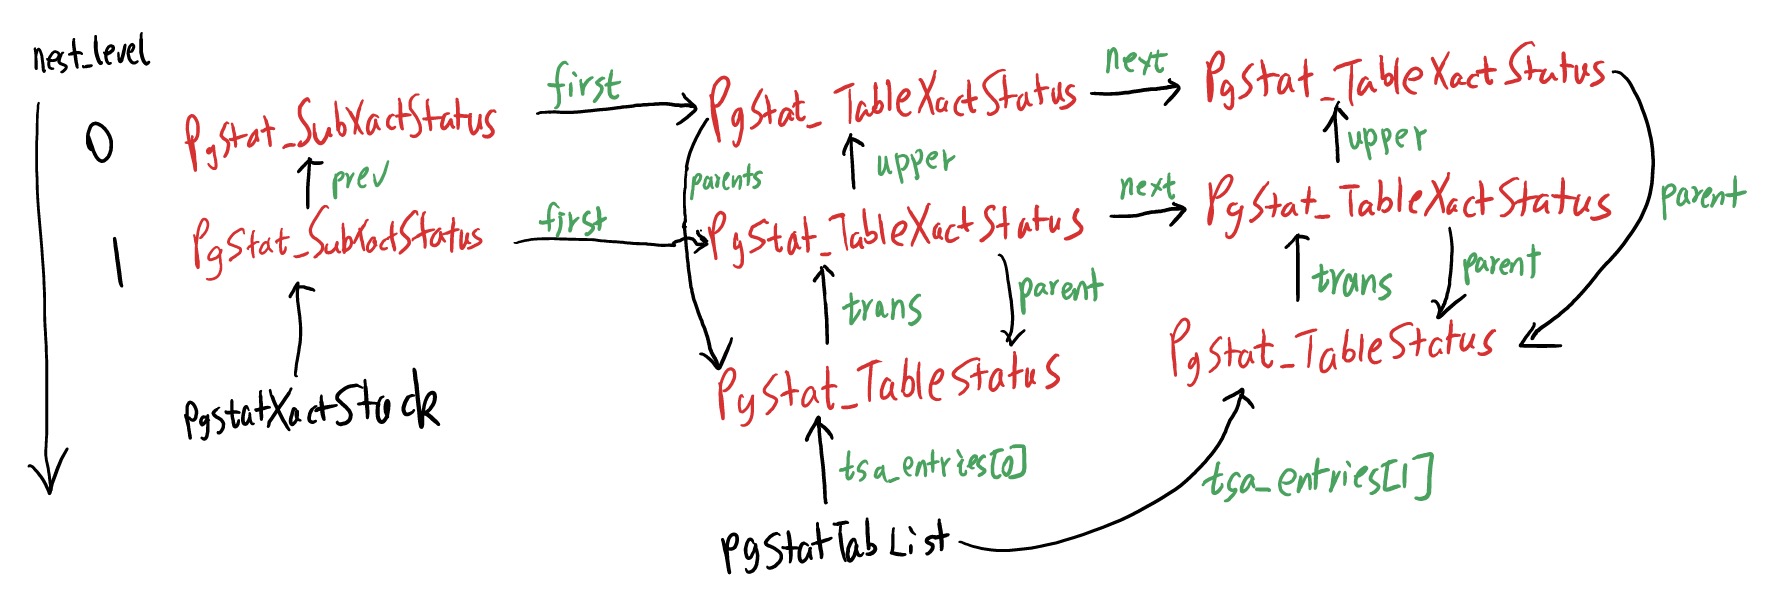 nest_level
0
PgStat_SubXactStatus
first
PgStat_TableXactStatus
next
PgStat_TableXactStatus
prev
parents
upper
upper
parent
1
PgStat_SubXactStatus
first
PgStat_TableXactStatus
next
PgStat_TableXactStatus
trans
parent
trans
parent
pgstatXactStack
PgStat_TableStatus
PgStat_TableStatus
tsa_entries[0]
tsa_entries[1]
pgStatTabList